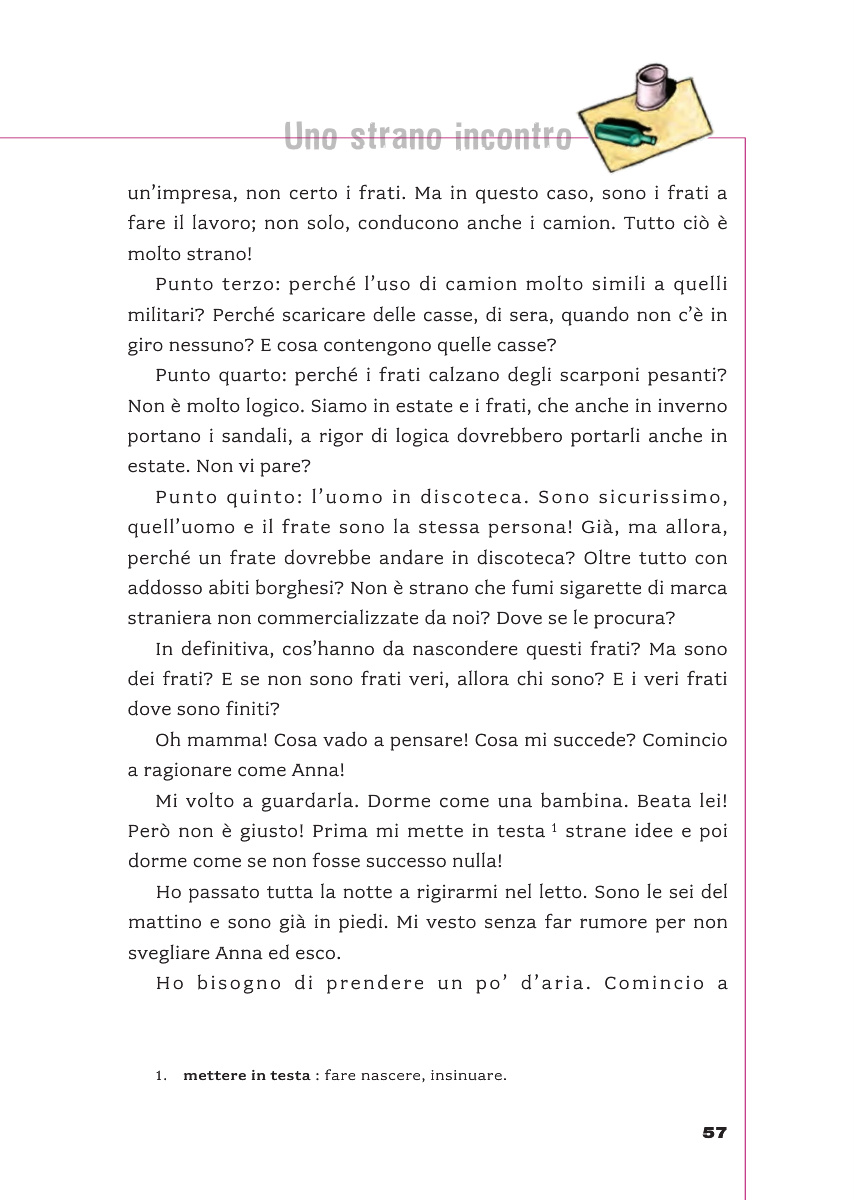 Uno strano incontro
un'impresa, non certo i frati. Ma in questo caso, sono i frati a
fare il lavoro; non solo, conducono anche i camion. Tutto ciò è
molto strano!
Punto terzo: perché l'uso di camion molto simili a quelli
militari? Perché scaricare delle casse, di sera, quando non c'è in
giro nessuno? E cosa contengono quelle casse?
Punto quarto: perché i frati calzano degli scarponi pesanti?
Non è molto logico. Siamo in estate e i frati, che anche in inverno
portano i sandali, a rigor di logica dovrebbero portarli anche in
estate. Non vi pare?
Punto quinto: l'uomo in discoteca. Sono sicurissimo,
quell'uomo e il frate sono la stessa persona! Già, ma allora,
perché un frate dovrebbe andare in discoteca? Oltre tutto con
addosso abiti borghesi? Non è strano che fumi sigarette di marca
straniera non commercializzate da noi? Dove se le procura?
In definitiva, cos'hanno da nascondere questi frati? Ma sono
dei frati? E se non sono frati veri, allora chi sono? E i veri frati
dove sono finiti?
Oh mamma! Cosa vado a pensare! Cosa mi succede? Comincio
a ragionare come Anna!
Mi volto a guardarla. Dorme come una bambina. Beata lei!
Però non è giusto! Prima mi mette in testa 1 strane idee e poi
dorme come se non fosse successo nulla!
Ho passato tutta la notte a rigirarmi nel letto. Sono le sei del
mattino e sono già in piedi. Mi vesto senza far rumore per non
svegliare Anna ed esco.
Ho bisogno di prendere un po' d'aria. Comincio a
1. mettere in testa : fare nascere, insinuare.
57